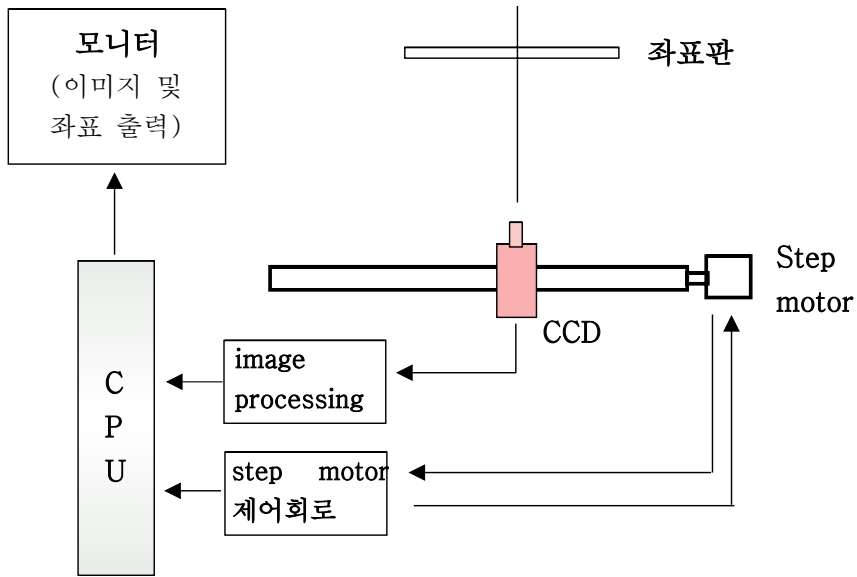 모니터
(이미지 및
좌표 출력)
좌표판
Step
motor
CCD
image
processing
C
P
U
step motor
제어회로